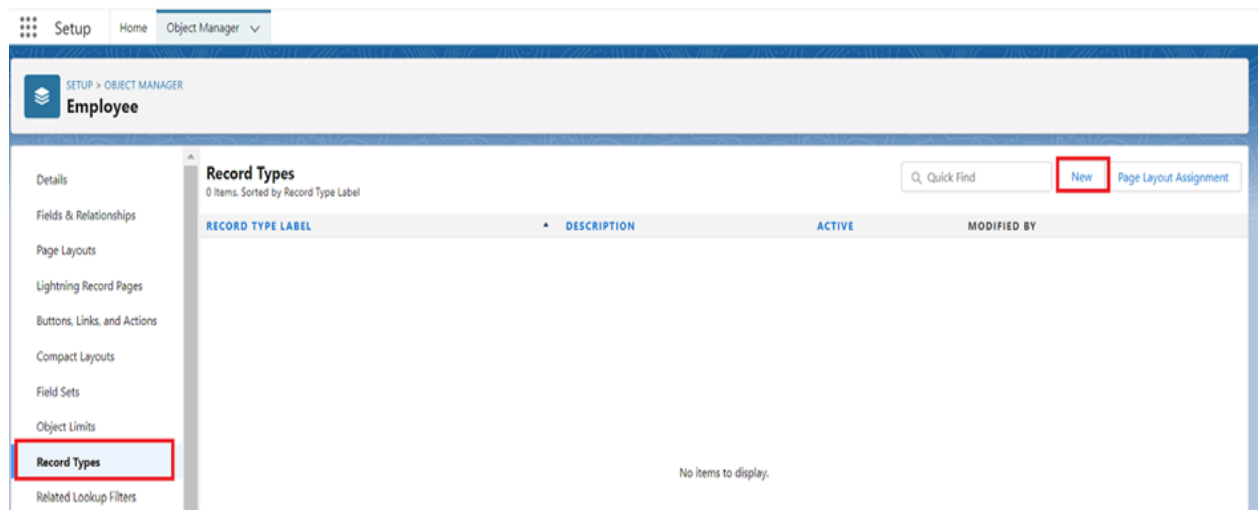 Setup Home Object Manager
SETUP > OBJECT MANAGER
Employee
Details
Fields & Relationships
Page Layouts
Lightning Record Pages
Buttons, Links, and Actions
Compact Layouts
Field Sets
Object Limits
Record Types
Related Lookup Filters
Record Types
0 Items. Sorted by Record Type Label
Quick Find
New
Page Layout Assignment
RECORD TYPE LABEL DESCRIPTION ACTIVE MODIFIED BY
No items to display.